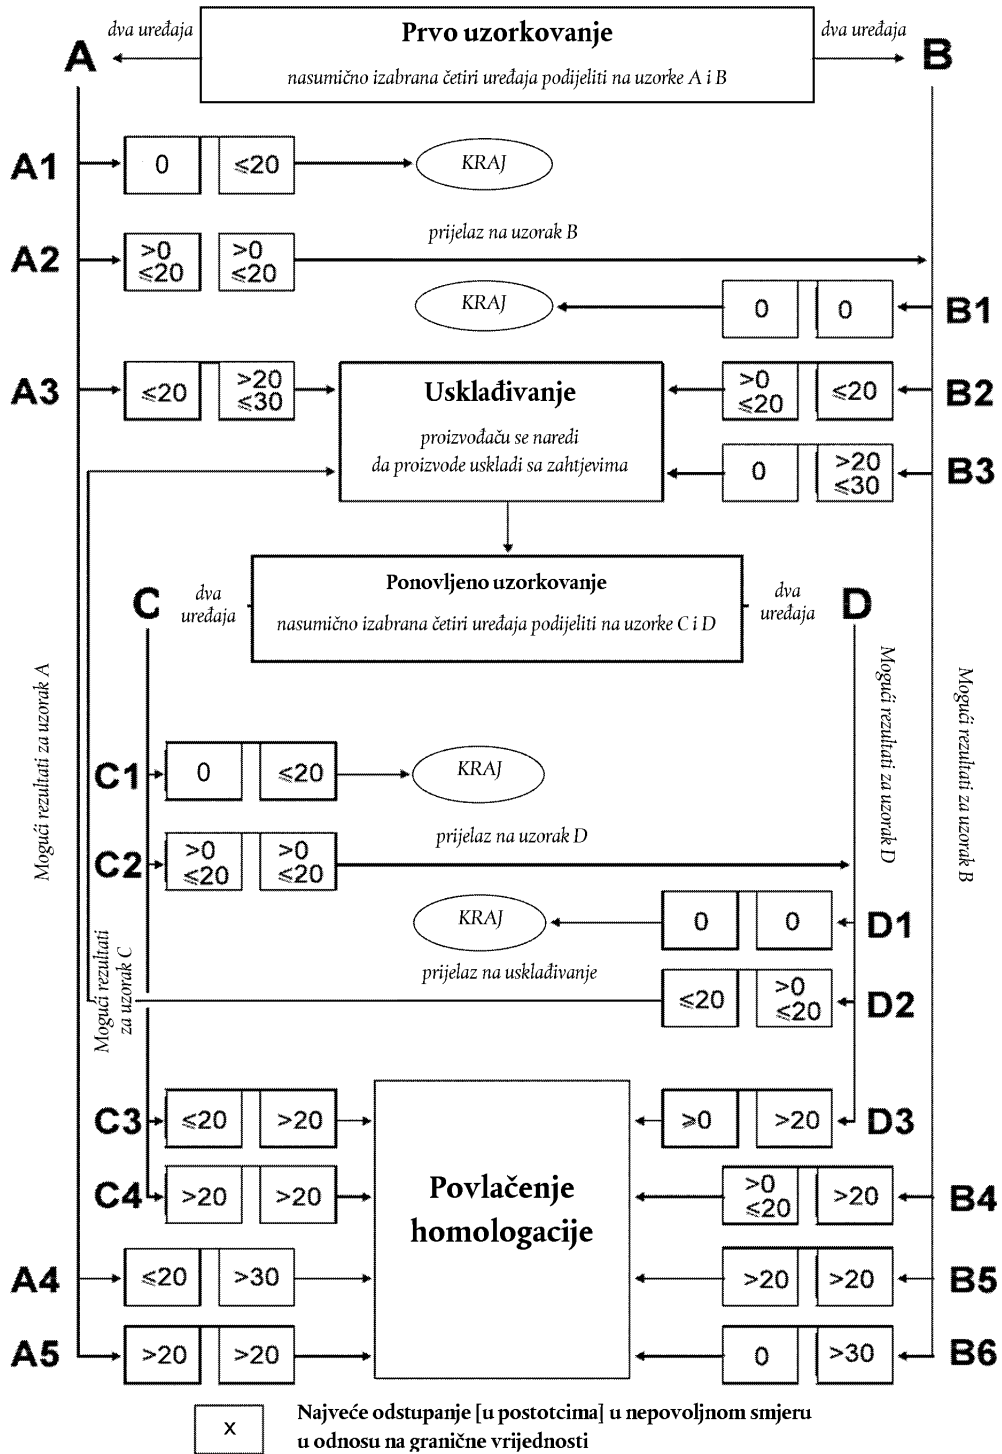 dva uređaja
Prvo uzorkovanje
dva uređaja
A
nasumično izabrana četiri uređaja podijeliti na uzorke A i B
B
A1
0
⩽20
KRAJ
A2
>0
⩽20
>0
⩽20
prijelaz na uzorak B
KRAJ
0
0
B1
A3
⩽20
>20
⩽30
Usklađivanje
proizvođaču se naredi
da proizvode uskladi sa zahtjevima
>0
⩽20
⩽20
B2
0
>20
⩽30
B3
C
dva
uređaja
Ponovljeno uzorkovanje
nasumično izabrana četiri uređaja podijeliti na uzorke C i D
dva
uređaja
D
Mogući rezultati za uzorak A
Mogući rezultati za uzorak D
Mogući rezultati za uzorak B
C1
0
⩽20
KRAJ
C2
>0
⩽20
>0
⩽20
prijelaz na uzorak D
KRAJ
0
0
D1
Mogući rezultati
za uzorak C
prijelaz na usklađivanje
⩽20
>0
⩽20
D2
C3
⩽20
>20
Povlačenje
homologacije
⩾0
>20
D3
C4
>20
>20
>0
⩽20
>20
B4
A4
⩽20
>30
>20
>20
B5
A5
>20
>20
0
>30
B6
x
Najveće odstupanje [u postotcima] u nepovoljnom smjeru
u odnosu na granične vrijednosti